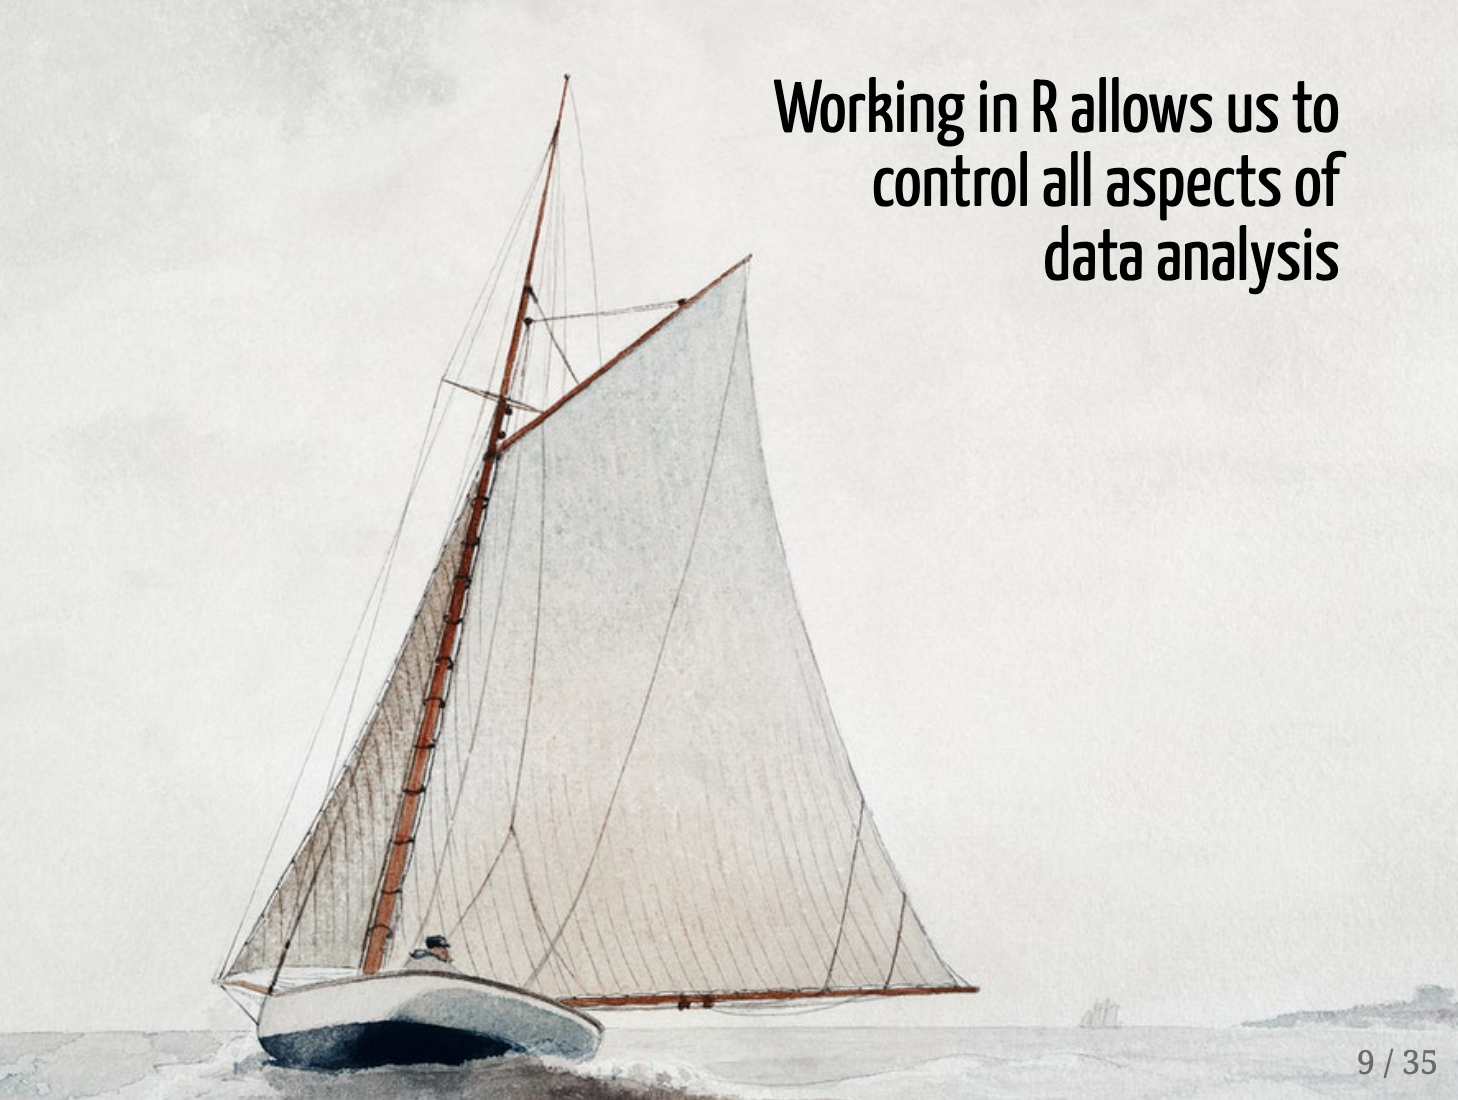 Working in R allows us to
control all aspects of
data analysis
9 / 35